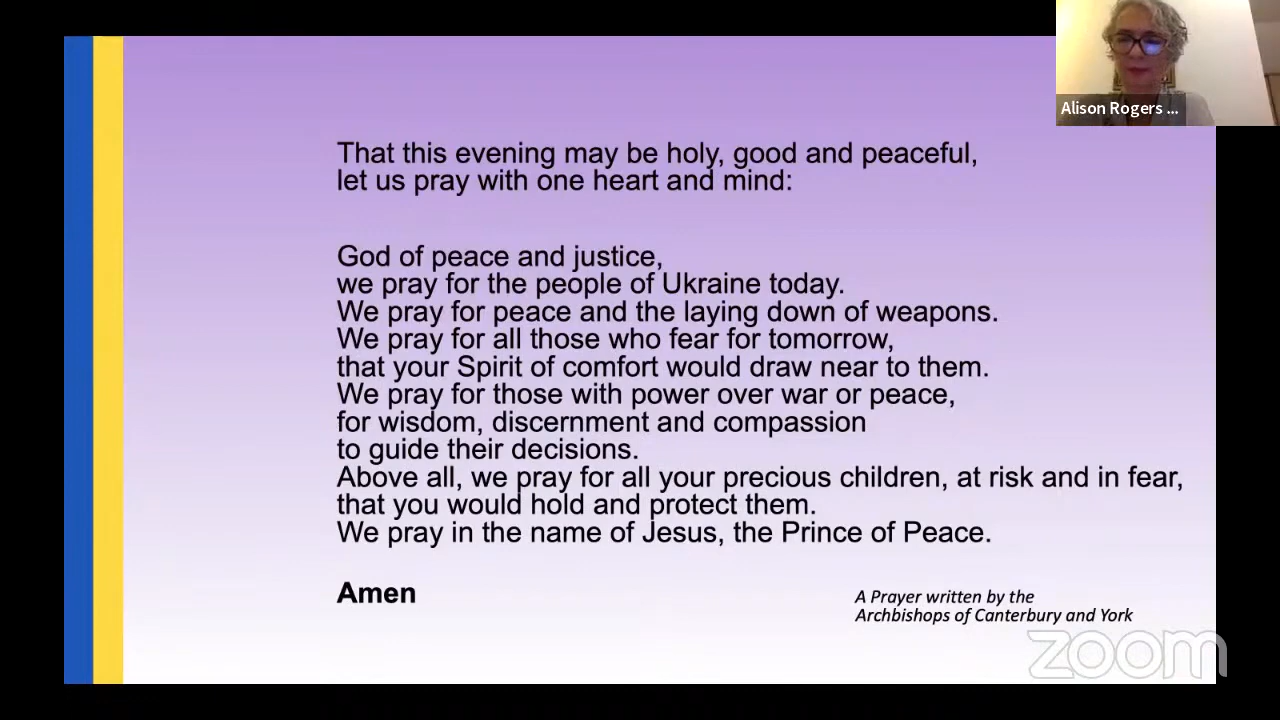 Alison Rogers ...
That this evening may be holy, good and peaceful,
let us pray with one heart and mind:
God of peace and justice,
we pray for the people of Ukraine today.
We pray for peace and the laying down of weapons.
We pray for all those who fear for tomorrow,
that your Spirit of comfort would draw near to them.
We pray for those with power over war or peace,
for wisdom, discernment and compassion
to guide their decisions.
Above all, we pray for all your precious children, at risk and in fear,
that you would hold and protect them.
We pray in the name of Jesus, the Prince of Peace.
Amen
A Prayer written by the
Archbishops of Canterbury and York
zoom